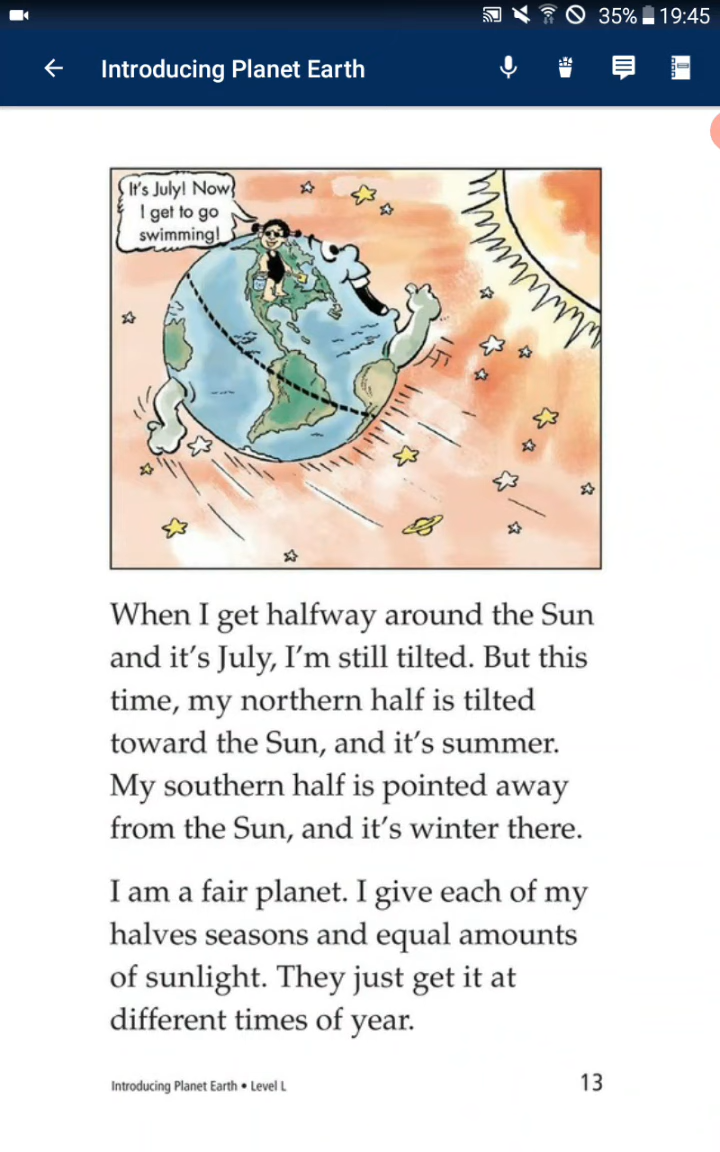 35% 19:45
Introducing Planet Earth
It's July! Now
I get to go
swimming!
When I get halfway around the Sun
and it's July, I'm still tilted. But this
time, my northern half is tilted
toward the Sun, and it's summer.
My southern half is pointed away
from the Sun, and it's winter there.
I am a fair planet. I give each of my
halves seasons and equal amounts
of sunlight. They just get it at
different times of year.
Introducing Planet Earth • Level L 13